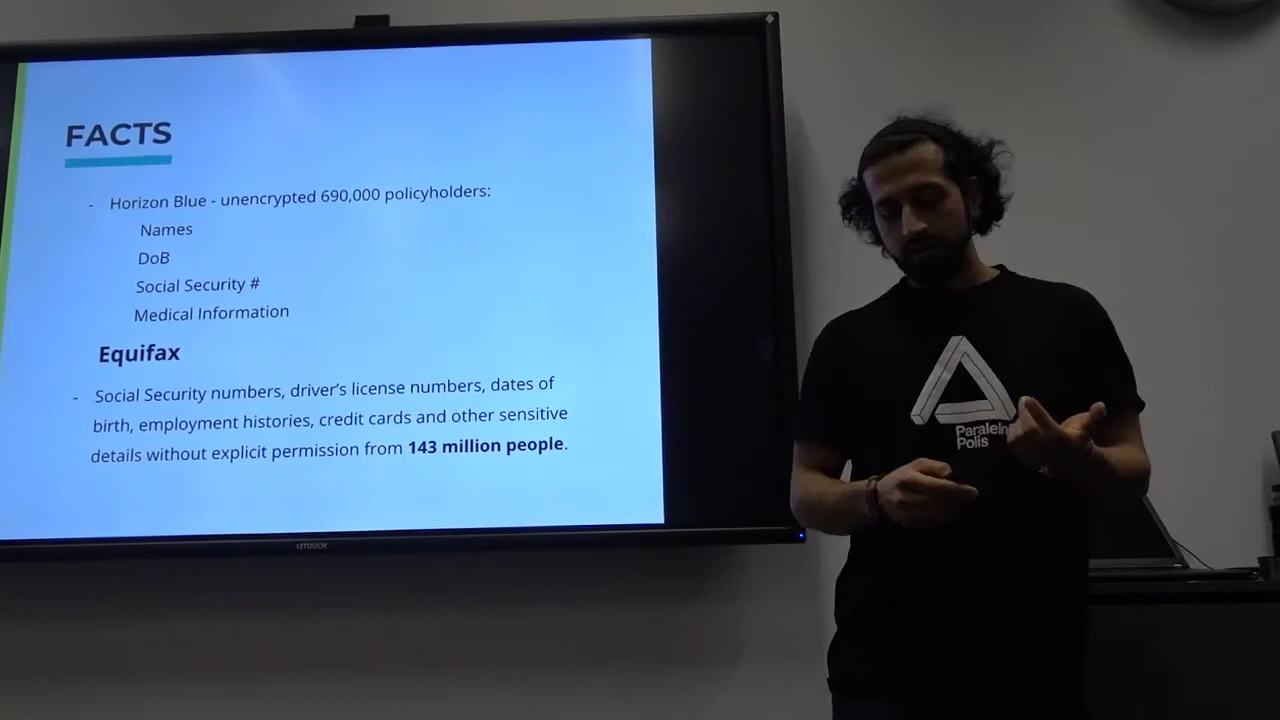 FACTS
- Horizon Blue - unencrypted 690,000 policyholders:
Names
DoB
Social Security #
Medical Information
Equifax
- Social Security numbers, driver's license numbers, dates of
birth, employment histories, credit cards and other sensitive
details without explicit permission from 143 million people.
Paralelní
Polis